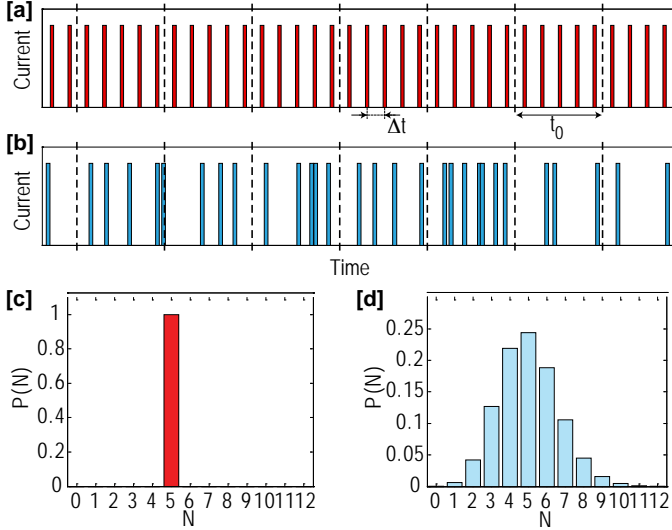 [a]
Current
Δt
t0
[b]
Current
Time
[c]
P(N)
1
0.8
0.6
0.4
0.2
0
0 1 2 3 4 5 6 7 8 9 10 11 12
N
[d]
P(N)
0.25
0.2
0.15
0.1
0.05
0
0 1 2 3 4 5 6 7 8 9 10 11 12
N